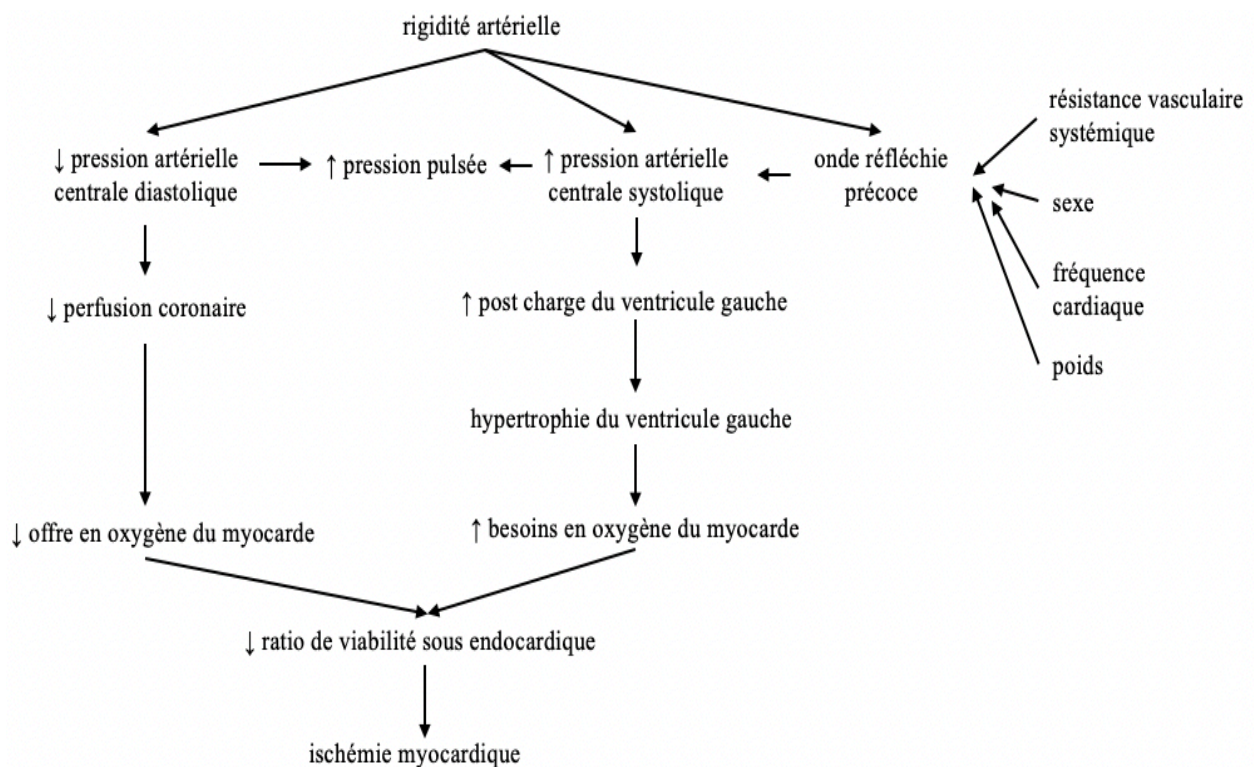 rigidité artérielle
résistance vasculaire
systémique
↓ pression artérielle
centrale diastolique
↑ pression pulsée
↑ pression artérielle
centrale systolique
onde réfléchie
précoce
sexe
fréquence
cardiaque
poids
↓ perfusion coronaire
↑ post charge du ventricule gauche
hypertrophie du ventricule gauche
↓ offre en oxygène du myocarde
↑ besoins en oxygène du myocarde
↓ ratio de viabilité sous endocardique
ischémie myocardique